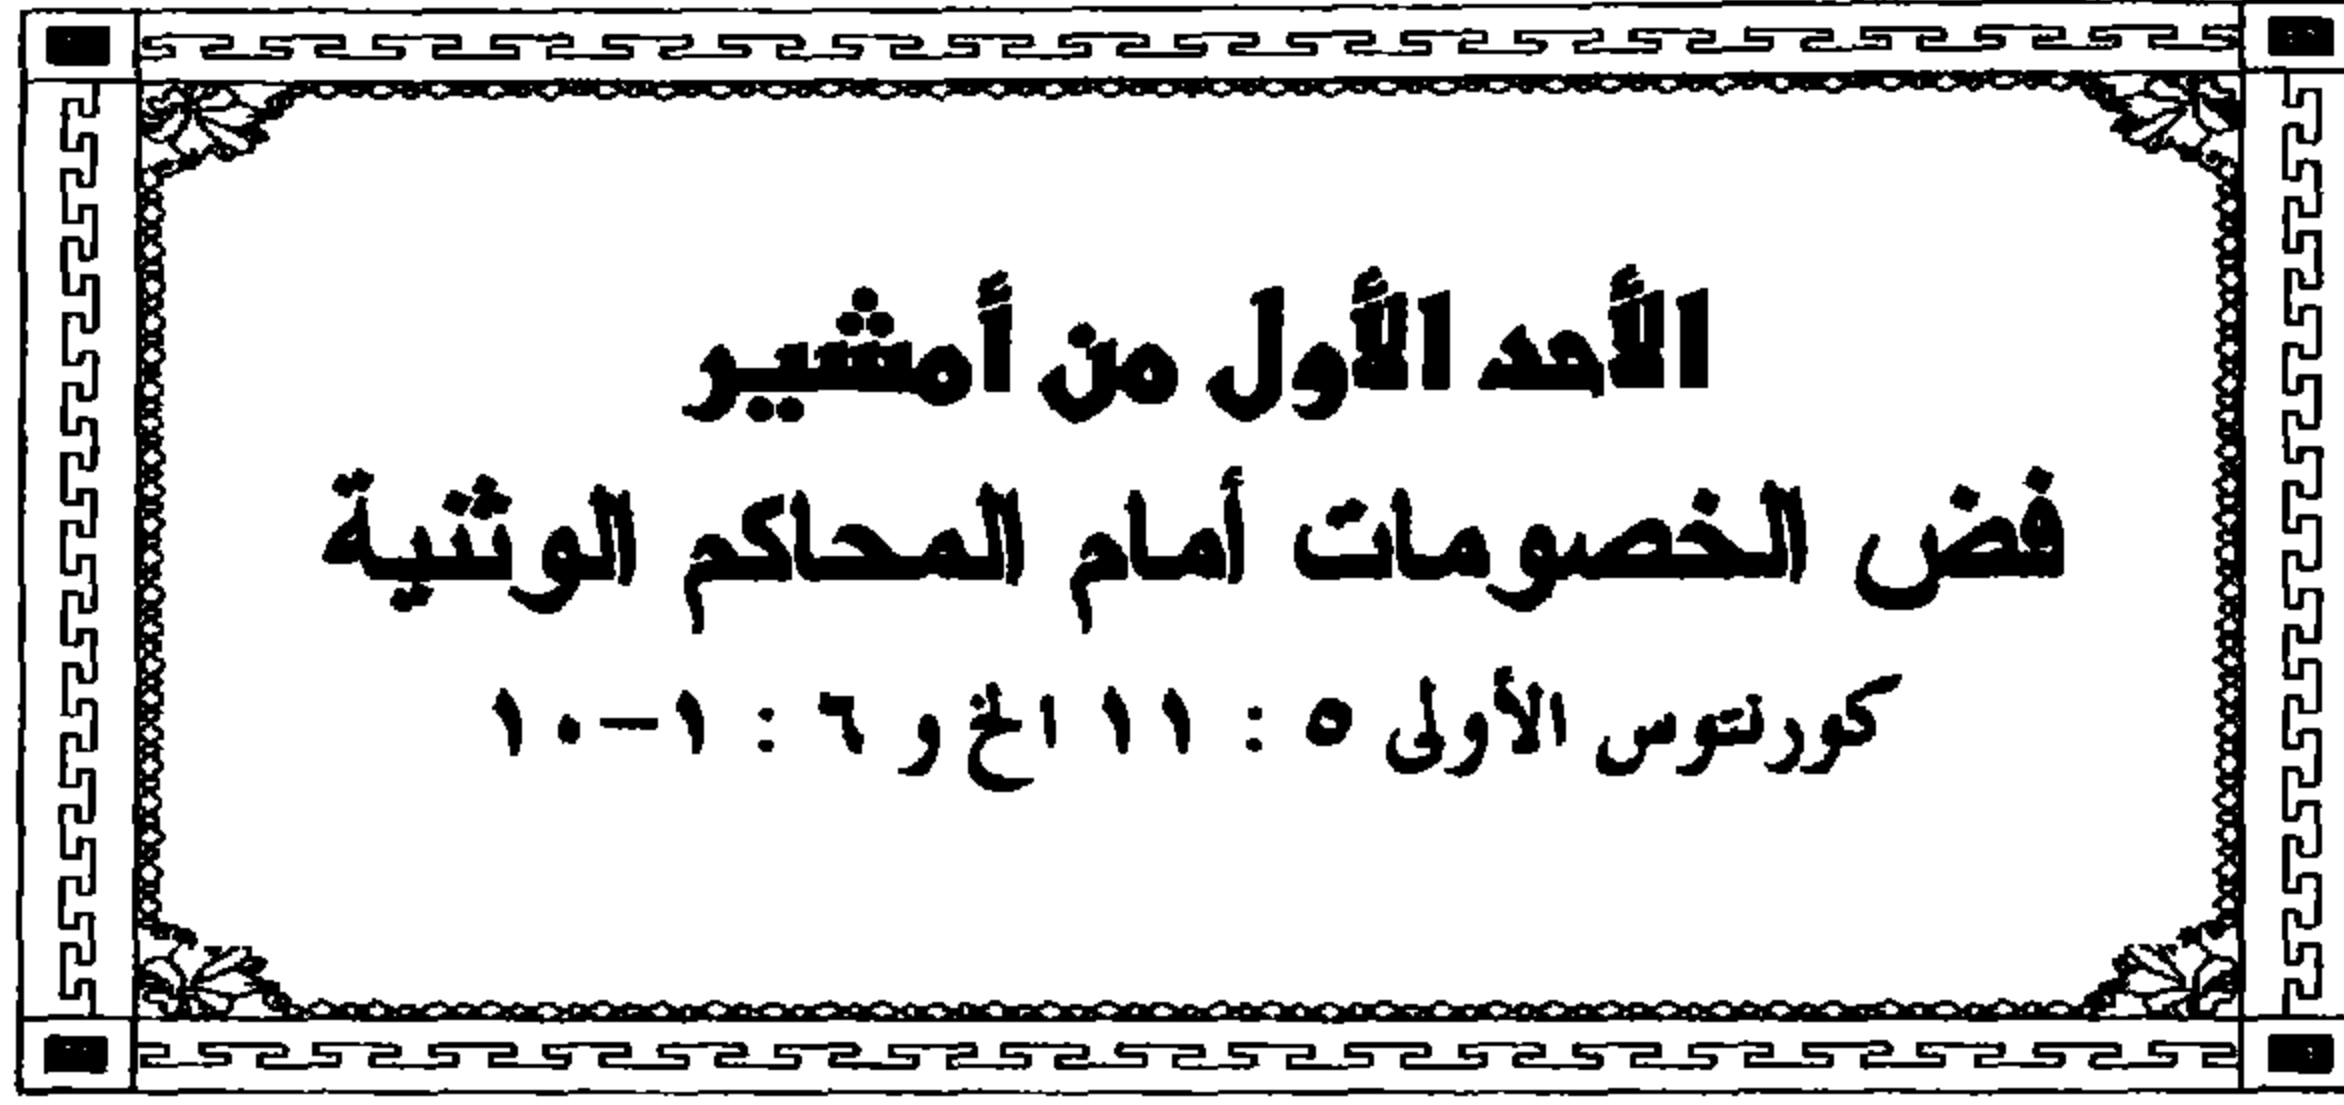 الأحد الأول من أمشير
فض الخصومات أمام المحاكم الوثنية
كورنثوس الأولى ٥ : ١١ الخ و ٦ : ١-١٠